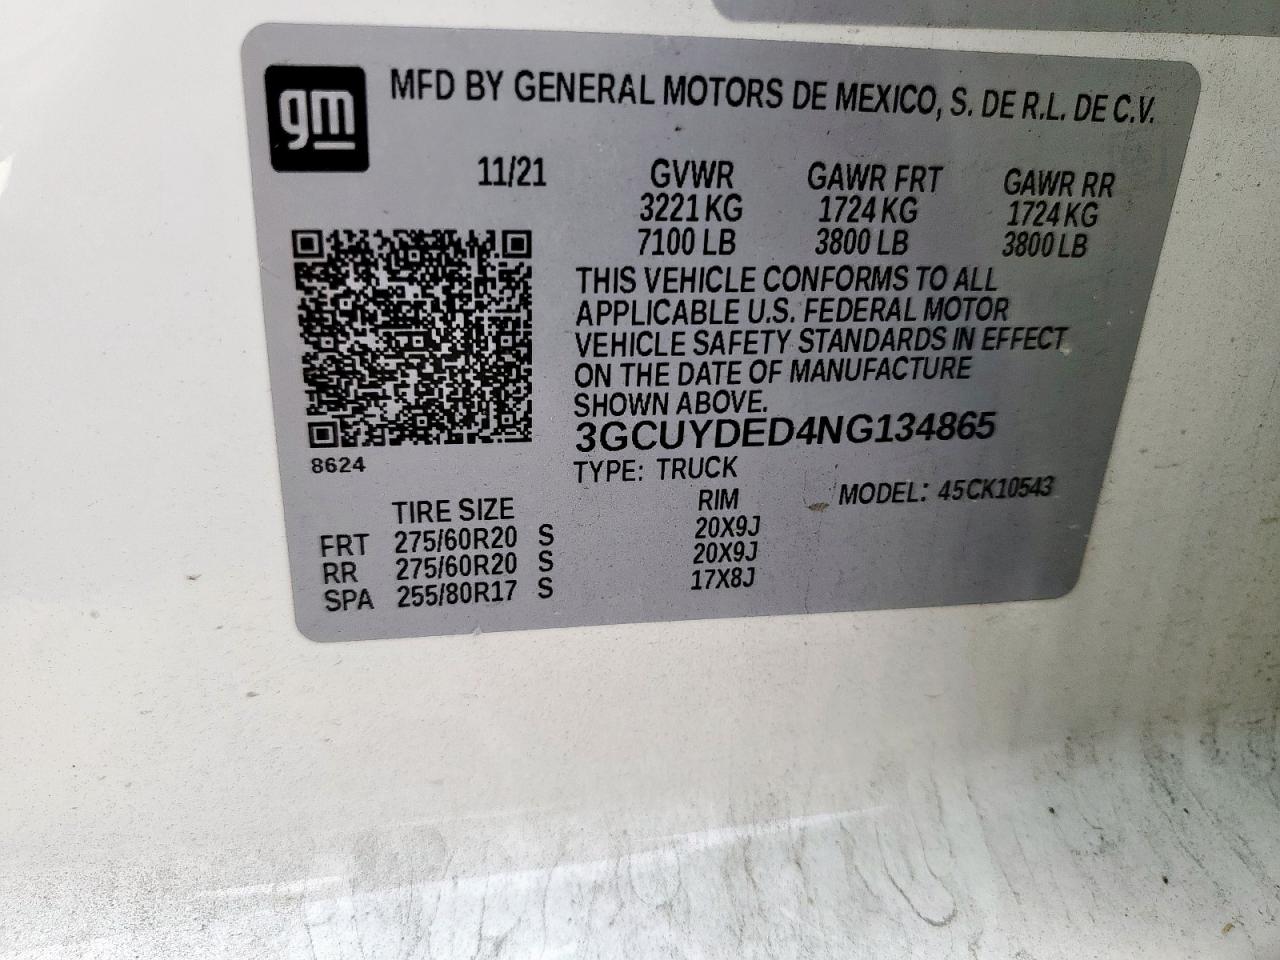 gm MFD BY GENERAL MOTORS DE MEXICO, S. DE R.L. DE C.V.
11/21 GVWR GAWR FRT GAWR RR
3221 KG 1724 KG 1724 KG
7100 LB 3800 LB 3800 LB
THIS VEHICLE CONFORMS TO ALL
APPLICABLE U.S. FEDERAL MOTOR
VEHICLE SAFETY STANDARDS IN EFFECT
ON THE DATE OF MANUFACTURE
SHOWN ABOVE.
3GCUYDED4NG134865
8624 TYPE: TRUCK
MODEL: 45CK10543
TIRE SIZE RIM
FRT 275/60R20 S 20X9J
RR 275/60R20 S 20X9J
SPA 255/80R17 S 17X8J